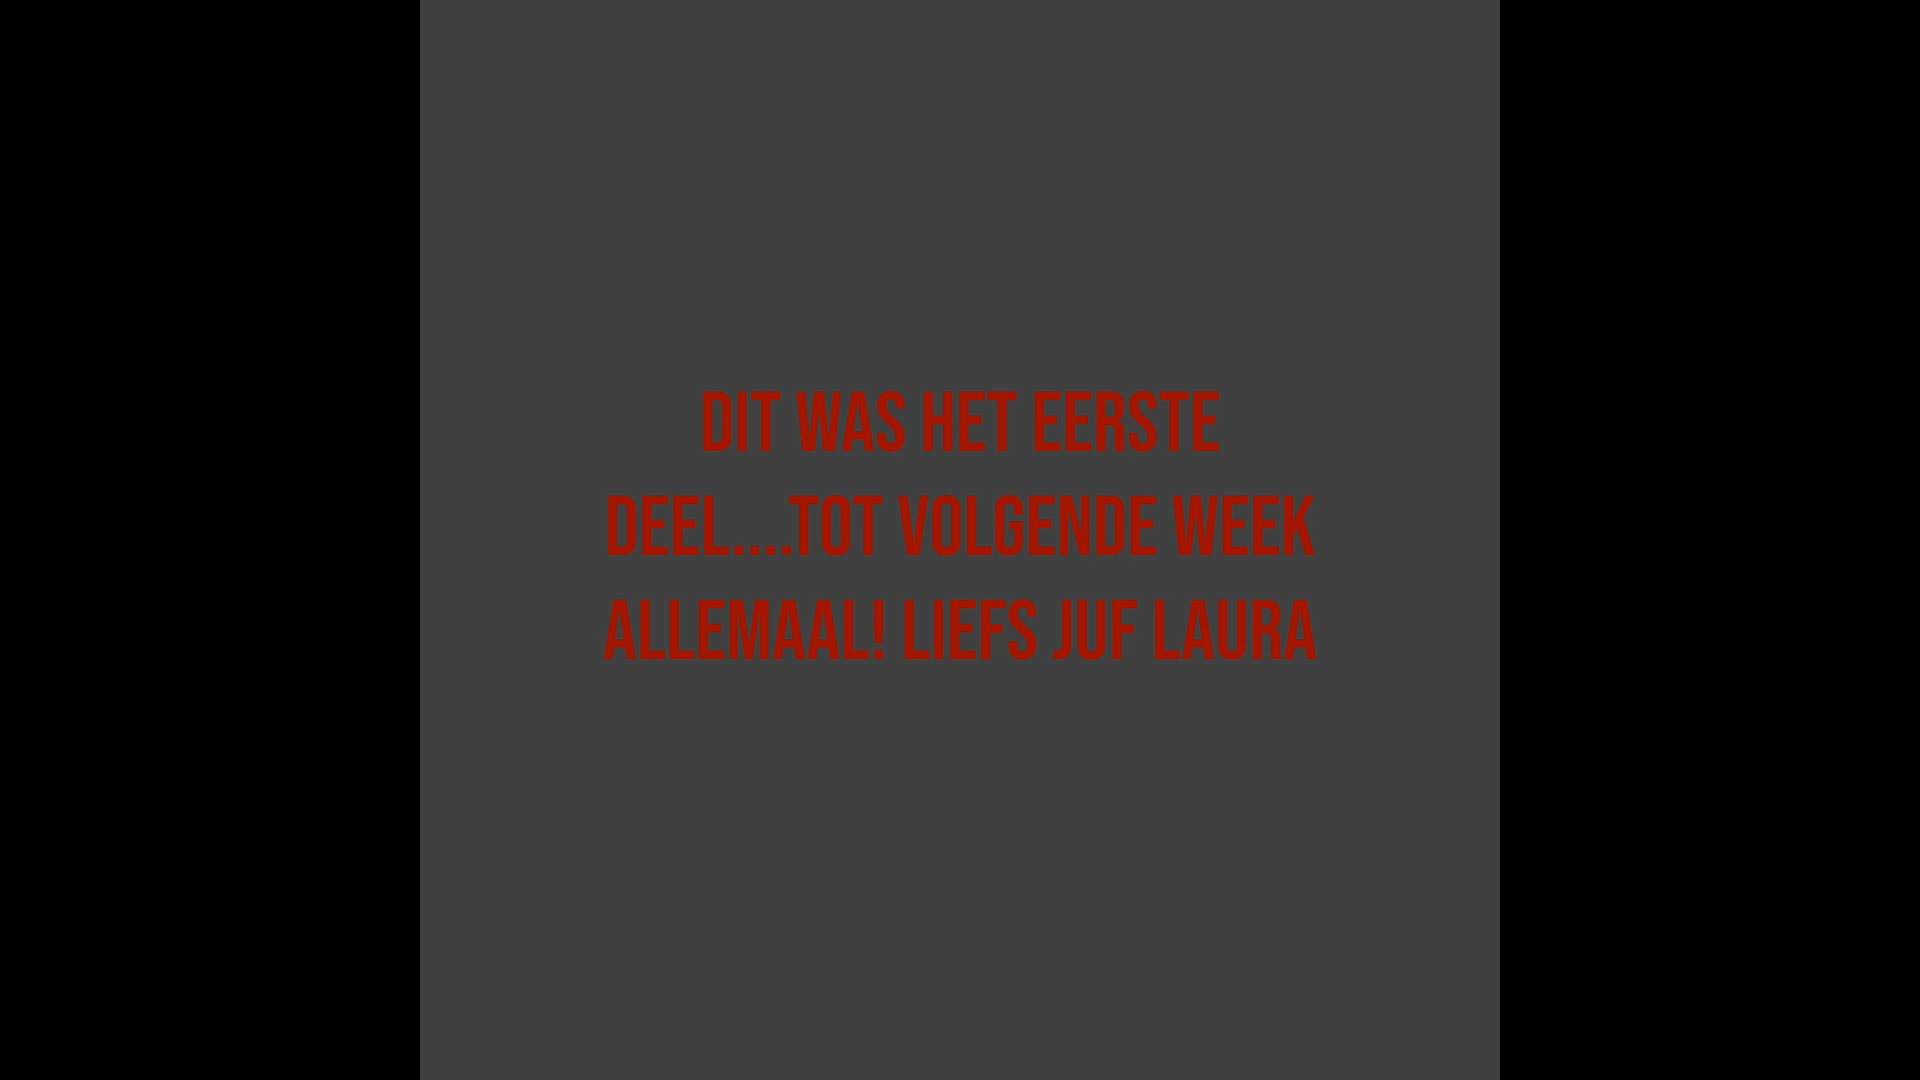 DIT WAS HET EERSTE
DEEL....TOT VOLGENDE WEEK
ALLEMAAL! LIEFS JUF LAURA